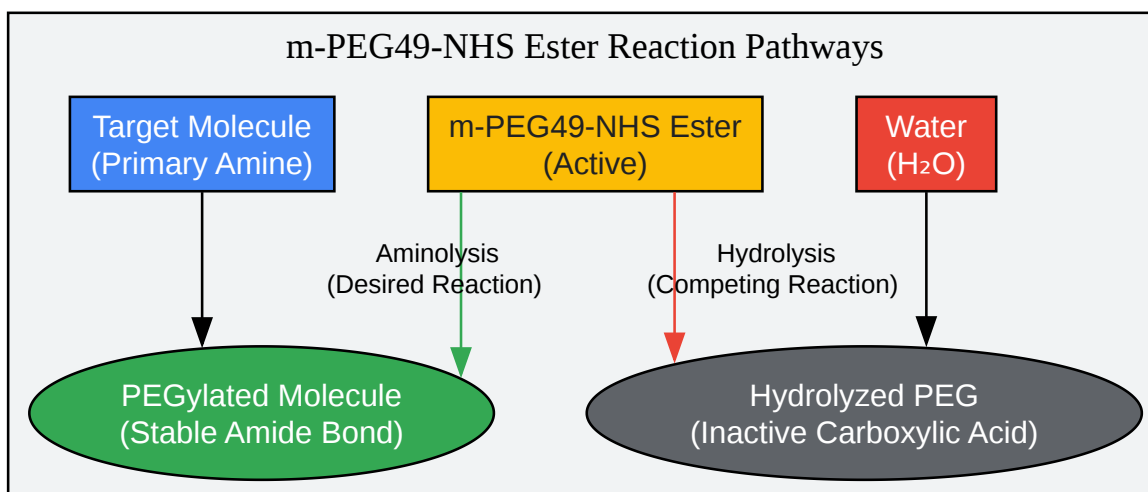 m-PEG49-NHS Ester Reaction Pathways
Target Molecule
(Primary Amine)
m-PEG49-NHS Ester
(Active)
Water
(H₂O)
Aminolysis
(Desired Reaction)
Hydrolysis
(Competing Reaction)
PEGylated Molecule
(Stable Amide Bond)
Hydrolyzed PEG
(Inactive Carboxylic Acid)